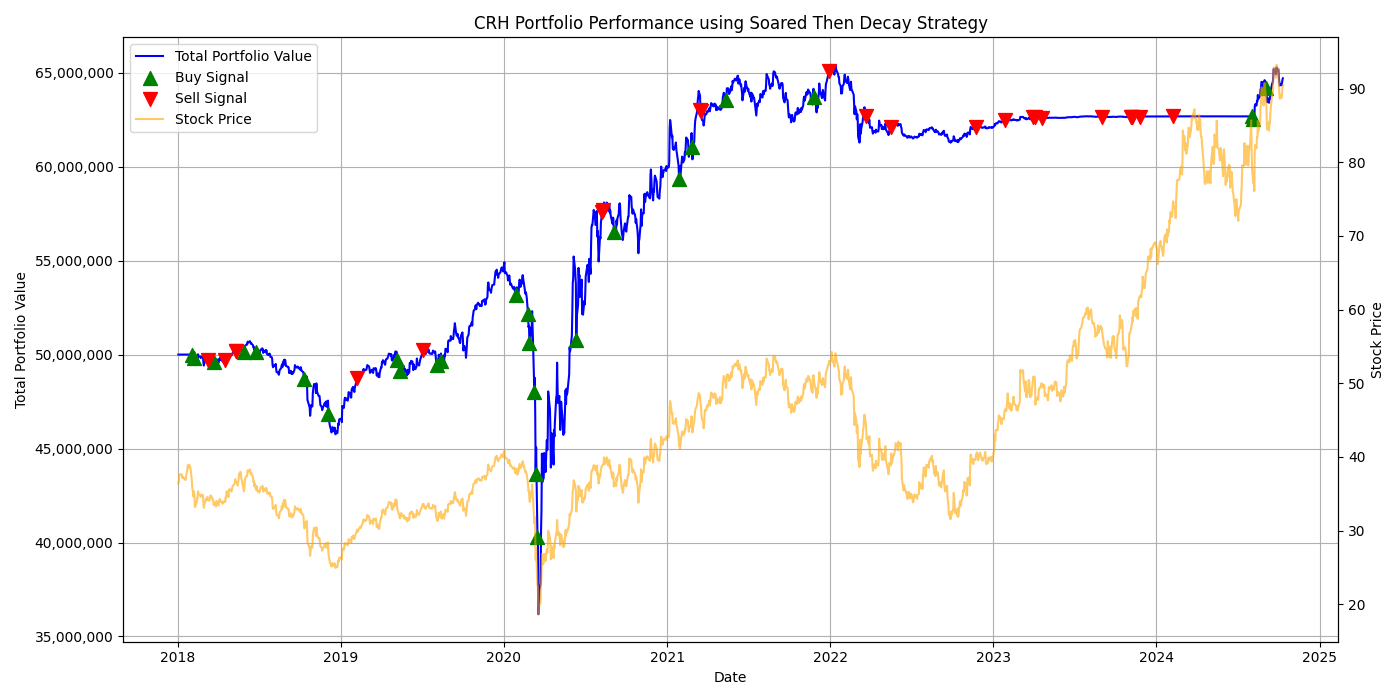 CRH Portfolio Performance using Soared Then Decay Strategy
Total Portfolio Value
Buy Signal
Sell Signal
Stock Price
65,000,000
60,000,000
55,000,000
50,000,000
45,000,000
40,000,000
35,000,000
Total Portfolio Value
90
80
70
60
50
40
30
20
Stock Price
2018 2019 2020 2021 2022 2023 2024 2025
Date